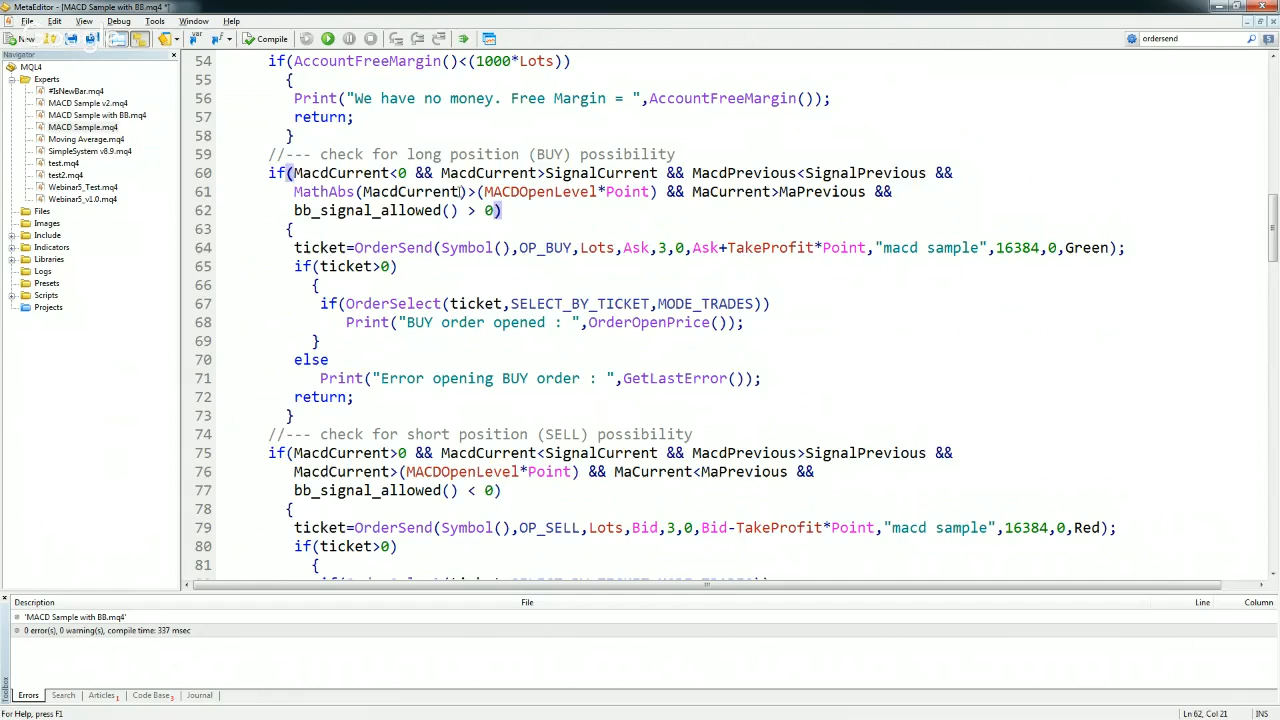 MetaEditor - [MACD Sample with BB.mq4 *]
File Edit View Debug Tools Window Help
New Compile ordersend
Navigator
MQL4
Experts
#IsNewBar.mq4
MACD Sample v2.mq4
MACD Sample with BB.mq4
MACD Sample.mq4
Moving Average.mq4
SimpleSystem v8.9.mq4
test.mq4
test2.mq4
Webinar5_Test.mq4
Webinar5_v1.0.mq4
Files
Images
Include
Indicators
Libraries
Logs
Presets
Scripts
Projects
54 if(AccountFreeMargin()<(1000*Lots))
55 {
56 Print("We have no money. Free Margin = ",AccountFreeMargin());
57 return;
58 }
59 //--- check for long position (BUY) possibility
60 if(MacdCurrent<0 && MacdCurrent>SignalCurrent && MacdPrevious<SignalPrevious &&
61 MathAbs(MacdCurrent)>(MACDOpenLevel*Point) && MaCurrent>MaPrevious &&
62 bb_signal_allowed() > 0)
63 {
64 ticket=OrderSend(Symbol(),OP_BUY,Lots,Ask,3,0,Ask+TakeProfit*Point,"macd sample",16384,0,Green);
65 if(ticket>0)
66 {
67 if(OrderSelect(ticket,SELECT_BY_TICKET,MODE_TRADES))
68 Print("BUY order opened : ",OrderOpenPrice());
69 }
70 else
71 Print("Error opening BUY order : ",GetLastError());
72 return;
73 }
74 //--- check for short position (SELL) possibility
75 if(MacdCurrent>0 && MacdCurrent<SignalCurrent && MacdPrevious>SignalPrevious &&
76 MacdCurrent>(MACDOpenLevel*Point) && MaCurrent<MaPrevious &&
77 bb_signal_allowed() < 0)
78 {
79 ticket=OrderSend(Symbol(),OP_SELL,Lots,Bid,3,0,Bid-TakeProfit*Point,"macd sample",16384,0,Red);
80 if(ticket>0)
81 {
Description File Line Column
'MACD Sample with BB.mq4'
0 error(s), 0 warning(s), compile time: 337 msec
Toolbox
Errors Search Articles Code Base Journal
For Help, press F1 Ln 62, Col 21 INS